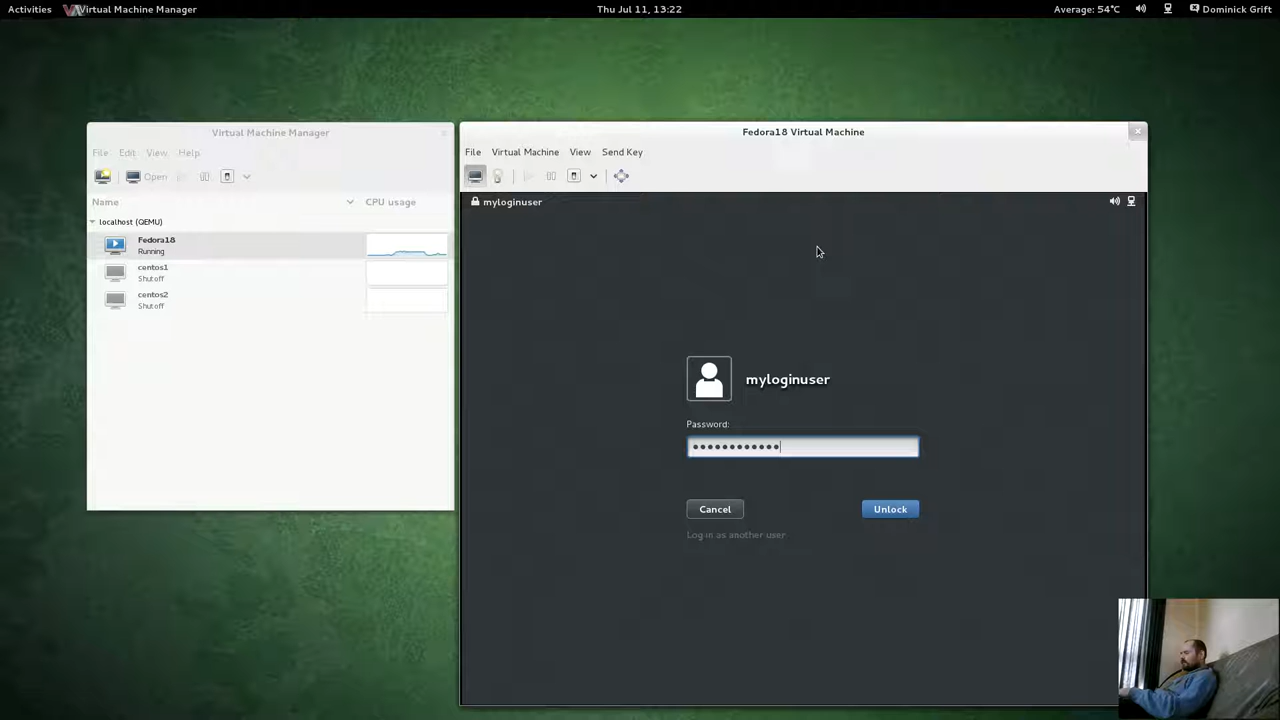 Activities Virtual Machine Manager Thu Jul 11, 13:22 Average: 54°C Dominick Grift
Virtual Machine Manager
File Edit View Help
Open
Name CPU usage
localhost (QEMU)
Fedora18
Running
centos1
Shutoff
centos2
Shutoff
Fedora18 Virtual Machine
File Virtual Machine View Send Key
myloginuser
myloginuser
Password:
Cancel Unlock
Log in as another user